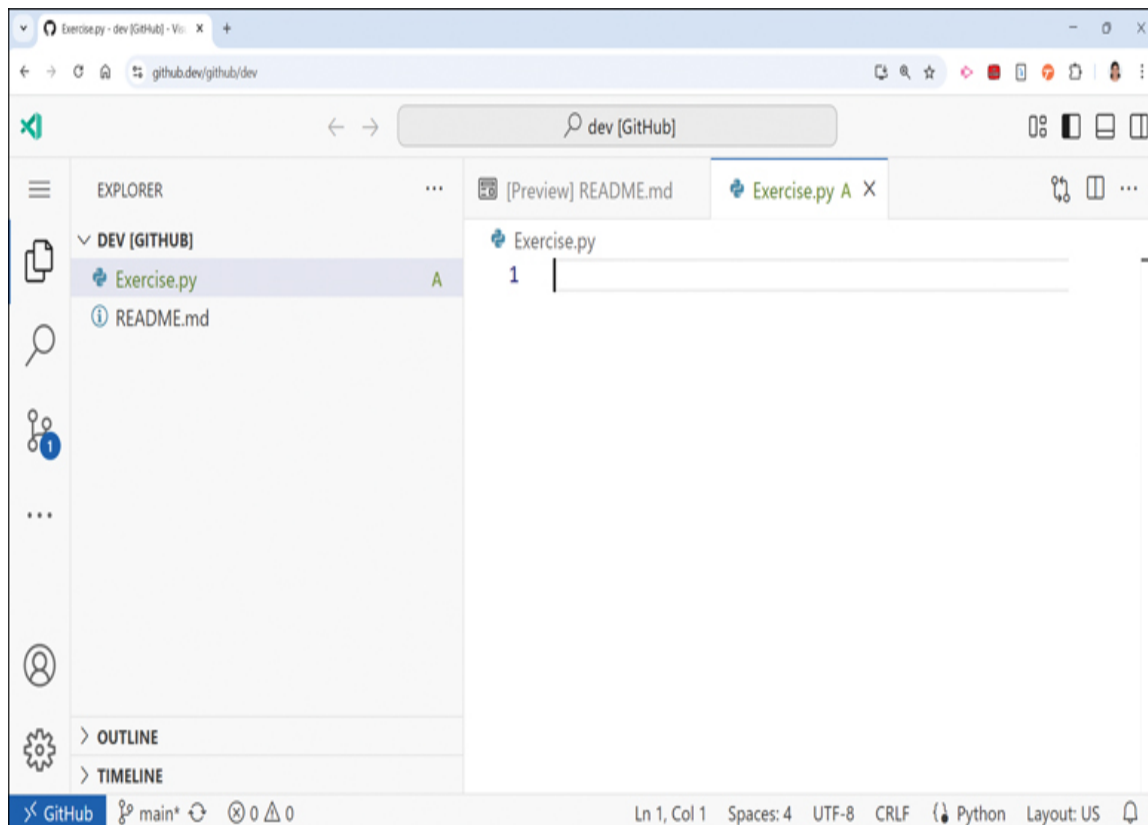 Exercise.py - dev [GitHub] - Vis
github.dev/github/dev
dev [GitHub]
EXPLORER
[Preview] README.md
Exercise.py A
DEV [GITHUB]
Exercise.py
Exercise.py A
1
README.md
1
OUTLINE
TIMELINE
GitHub main* 0 0 Ln 1, Col 1 Spaces: 4 UTF-8 CRLF Python Layout: US